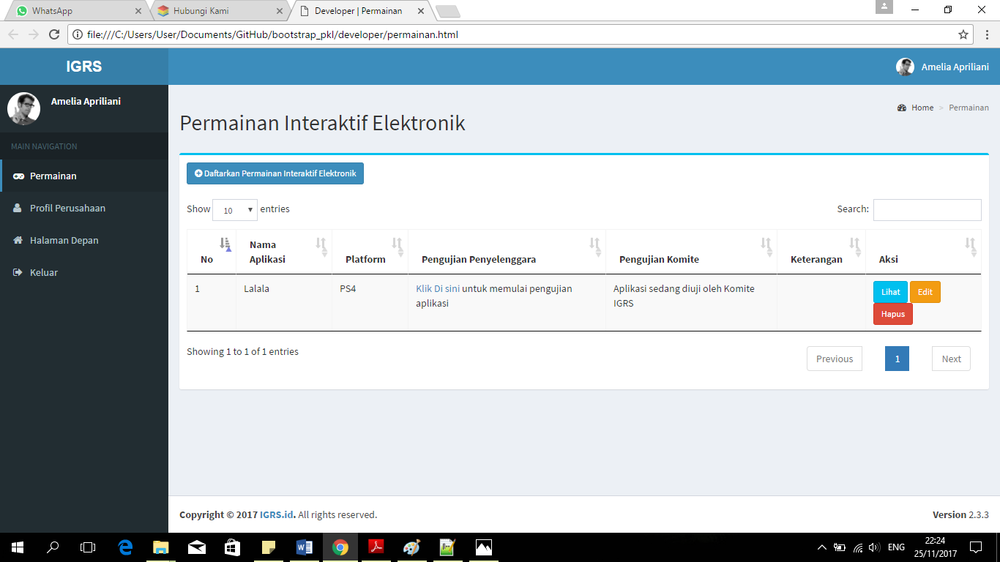 WhatsApp
Hubungi Kami
Developer | Permainan
file:///C:/Users/User/Documents/GitHub/bootstrap_pkl/developer/permainan.html
IGRS
Amelia Apriliani
Amelia Apriliani
MAIN NAVIGATION
Permainan
Profil Perusahaan
Halaman Depan
Keluar
Permainan Interaktif Elektronik
Home > Permainan
Daftarkan Permainan Interaktif Elektronik
Show 10 entries
Search:
No
Nama
Aplikasi
Platform
Pengujian Penyelenggara
Pengujian Komite
Keterangan
Aksi
1
Lalala
PS4
Klik Di sini untuk memulai pengujian
aplikasi
Aplikasi sedang diuji oleh Komite
IGRS
Lihat
Edit
Hapus
Showing 1 to 1 of 1 entries
Previous
1
Next
Copyright © 2017 IGRS.id. All rights reserved.
Version 2.3.3
ENG
22:24
25/11/2017